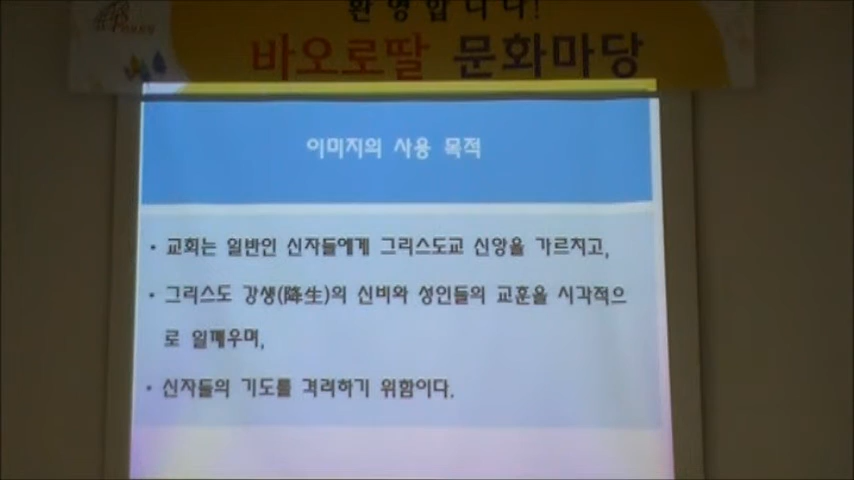 환영합니다!
바오로딸 문화마당
이미지의 사용 목적
• 교회는 일반인 신자들에게 그리스도교 신앙을 가르치고,
• 그리스도 강생(降生)의 신비와 성인들의 교훈을 시각적으
로 일깨우며,
• 신자들의 기도를 격려하기 위함이다.